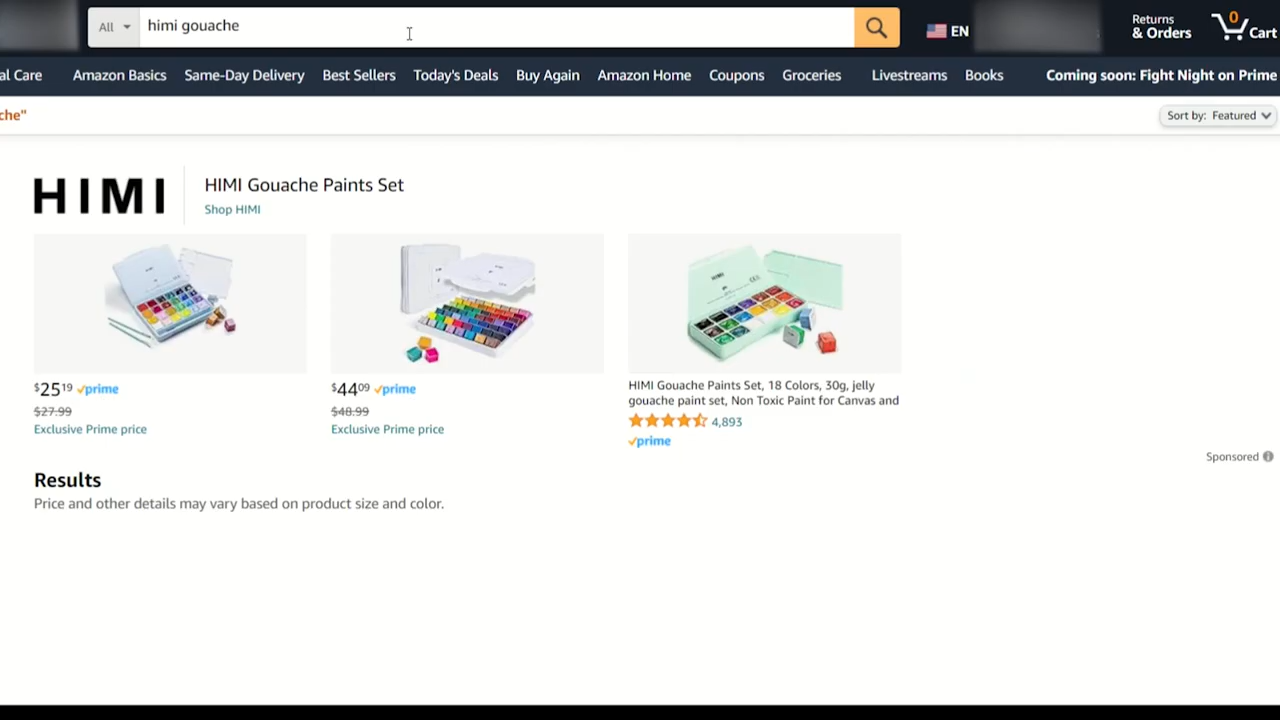 All
himi gouache
EN
Returns
& Orders
0
Cart
al Care
Amazon Basics
Same-Day Delivery
Best Sellers
Today's Deals
Buy Again
Amazon Home
Coupons
Groceries
Livestreams
Books
Coming soon: Fight Night on Prime
che"
Sort by: Featured
HIMI
HIMI Gouache Paints Set
Shop HIMI
$25 19 prime
$27.99
Exclusive Prime price
$44 09 prime
$48.99
Exclusive Prime price
HIMI Gouache Paints Set, 18 Colors, 30g, jelly
gouache paint set, Non Toxic Paint for Canvas and
4,893
prime
Sponsored
Results
Price and other details may vary based on product size and color.